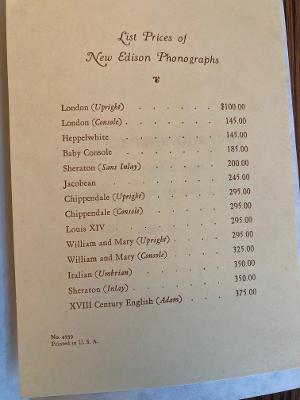 List Prices of
New Edison Phonographs
London (Upright) . . . . . . $100.00
London (Console) . . . . . . 145.00
Heppelwhite . . . . . . 145.00
Baby Console . . . . . . 185.00
Sheraton (Sans Inlay) . . . . . 200.00
Jacobean . . . . . . . 245.00
Chippendale (Upright) . . . . . 295.00
Chippendale (Console) . . . . . 295.00
Louis XIV . . . . . . . 295.00
William and Mary (Upright) . . . . 295.00
William and Mary (Console) . . . . 325.00
Italian (Umbrian) . . . . . . 350.00
Sheraton (Inlay) . . . . . . 350.00
XVIII Century English (Adam) . . . . 375.00
No. 4559
Printed in U. S. A.